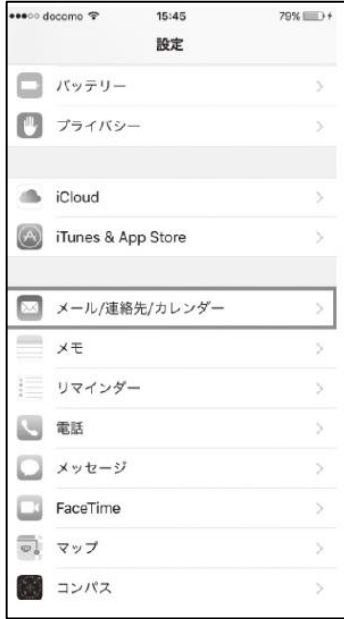 docomo 15:45 79%
設定
バッテリー
プライバシー
iCloud
iTunes & App Store
メール/連絡先/カレンダー
メモ
リマインダー
電話
メッセージ
FaceTime
マップ
コンパス